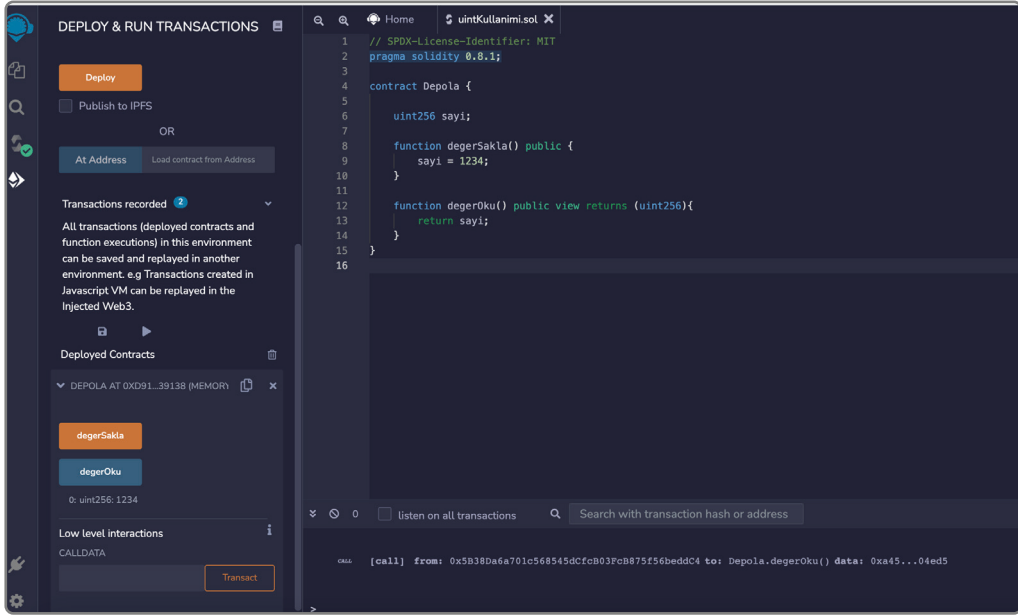 DEPLOY & RUN TRANSACTIONS
Deploy
Publish to IPFS
OR
At Address
Load contract from Address
Transactions recorded 2
All transactions (deployed contracts and
function executions) in this environment
can be saved and replayed in another
environment. e.g Transactions created in
Javascript VM can be replayed in the
Injected Web3.
Deployed Contracts
DEPOLA AT 0XD91...39138 (MEMORY)
degerSakla
degerOku
0: uint256: 1234
Low level interactions
i
CALLDATA
Transact
Home
uintKullanimi.sol
1 // SPDX-License-Identifier: MIT
2 pragma solidity 0.8.1;
3
4 contract Depola {
5
6 uint256 sayi;
7
8 function degerSakla() public {
9 sayi = 1234;
10 }
11
12 function degerOku() public view returns (uint256){
13 return sayi;
14 }
15 }
16
0
listen on all transactions
Search with transaction hash or address
CALL [call] from: 0x5B38Da6a701c568545dCfcB03FcB875f56beddC4 to: Depola.degerOku() data: 0xa45...04ed5
>